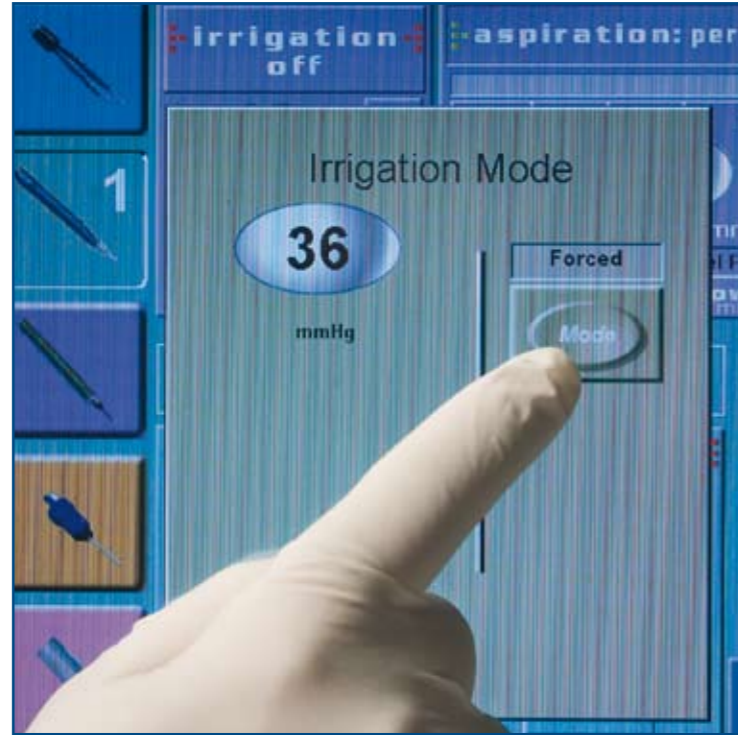 irrigation
off
aspiration: per
1
Irrigation Mode
36
mmHg
Forced
Mode